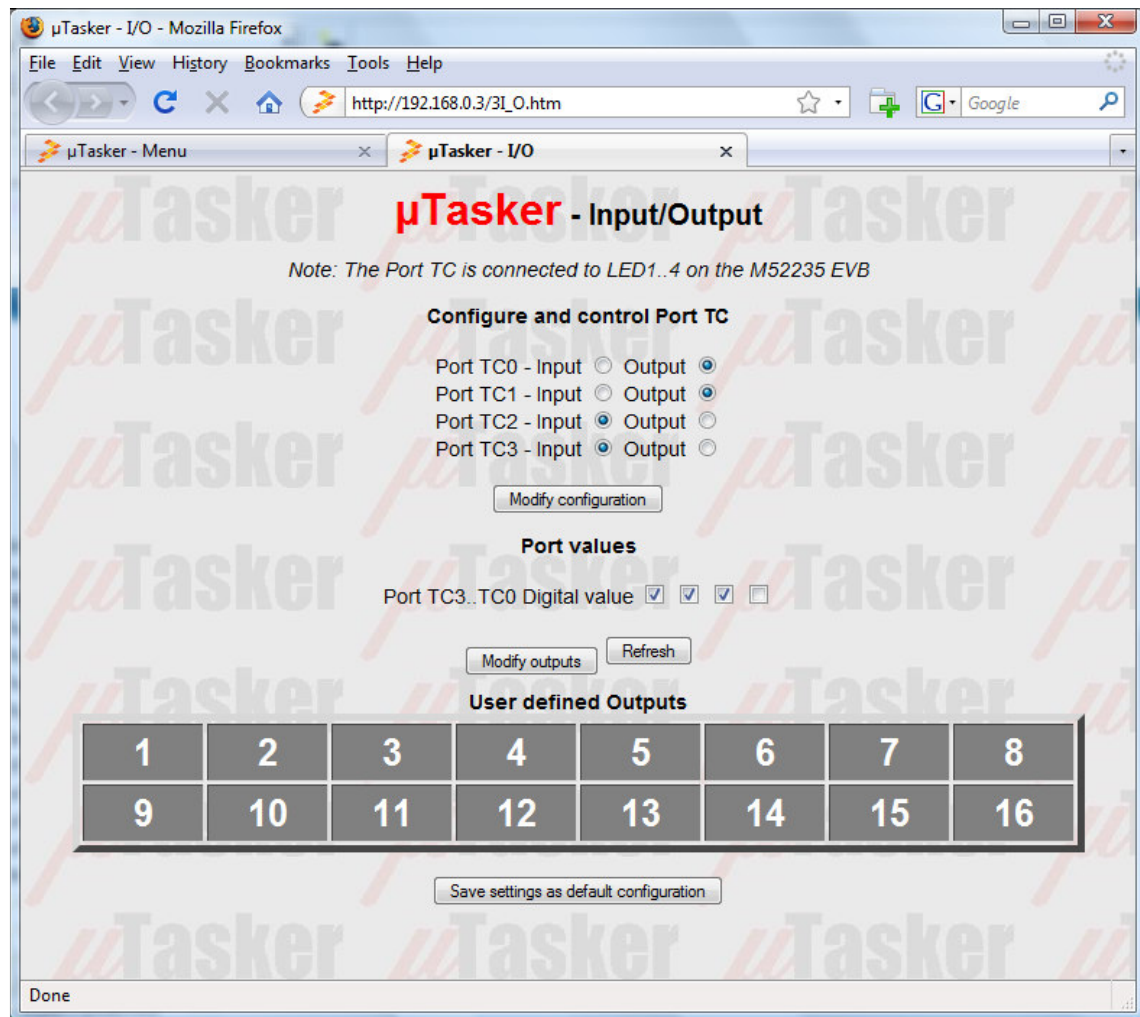 µTasker - I/O - Mozilla Firefox
File Edit View History Bookmarks Tools Help
http://192.168.0.3/3I_O.htm
G Google
µTasker - Menu
µTasker - I/O
µTasker - Input/Output
Note: The Port TC is connected to LED1..4 on the M52235 EVB
Configure and control Port TC
Port TC0 - Input Output
Port TC1 - Input Output
Port TC2 - Input Output
Port TC3 - Input Output
Modify configuration
Port values
Port TC3..TC0 Digital value
Modify outputs Refresh
User defined Outputs
1 2 3 4 5 6 7 8
9 10 11 12 13 14 15 16
Save settings as default configuration
Done